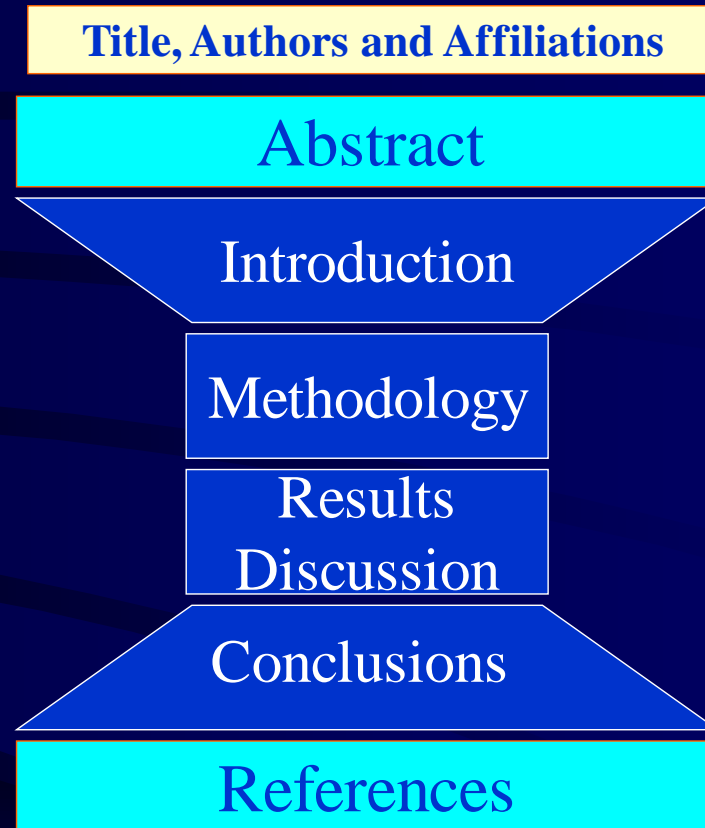 Title, Authors and Affiliations
Abstract
Introduction
Methodology
Results
Discussion
Conclusions
References